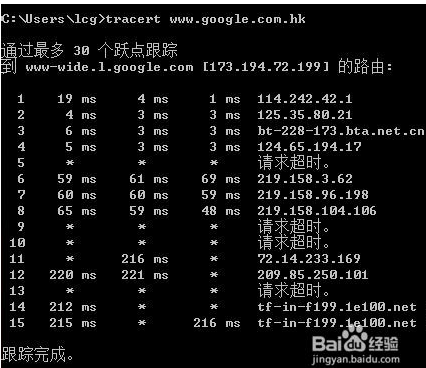 C:\Users\lcg>tracert www.google.com.hk
通过最多 30 个跃点跟踪
到 www-wide.l.google.com [173.194.72.199] 的路由:
1 19 ms 4 ms 1 ms 114.242.42.1
2 4 ms 3 ms 3 ms 125.35.80.21
3 6 ms 3 ms 3 ms bt-228-173.bta.net.cn
4 5 ms 3 ms 3 ms 124.65.194.17
5 * * * 请求超时。
6 59 ms 61 ms 69 ms 219.158.3.62
7 60 ms 60 ms 59 ms 219.158.96.198
8 65 ms 59 ms 48 ms 219.158.104.106
9 * * * 请求超时。
10 * * * 请求超时。
11 * 216 ms * 72.14.233.169
12 220 ms 221 ms * 209.85.250.101
13 * * * 请求超时。
14 212 ms * * tf-in-f199.1e100.net
15 215 ms * 216 ms tf-in-f199.1e100.net
跟踪完成。
Bai度经验
jingyan.baidu.com